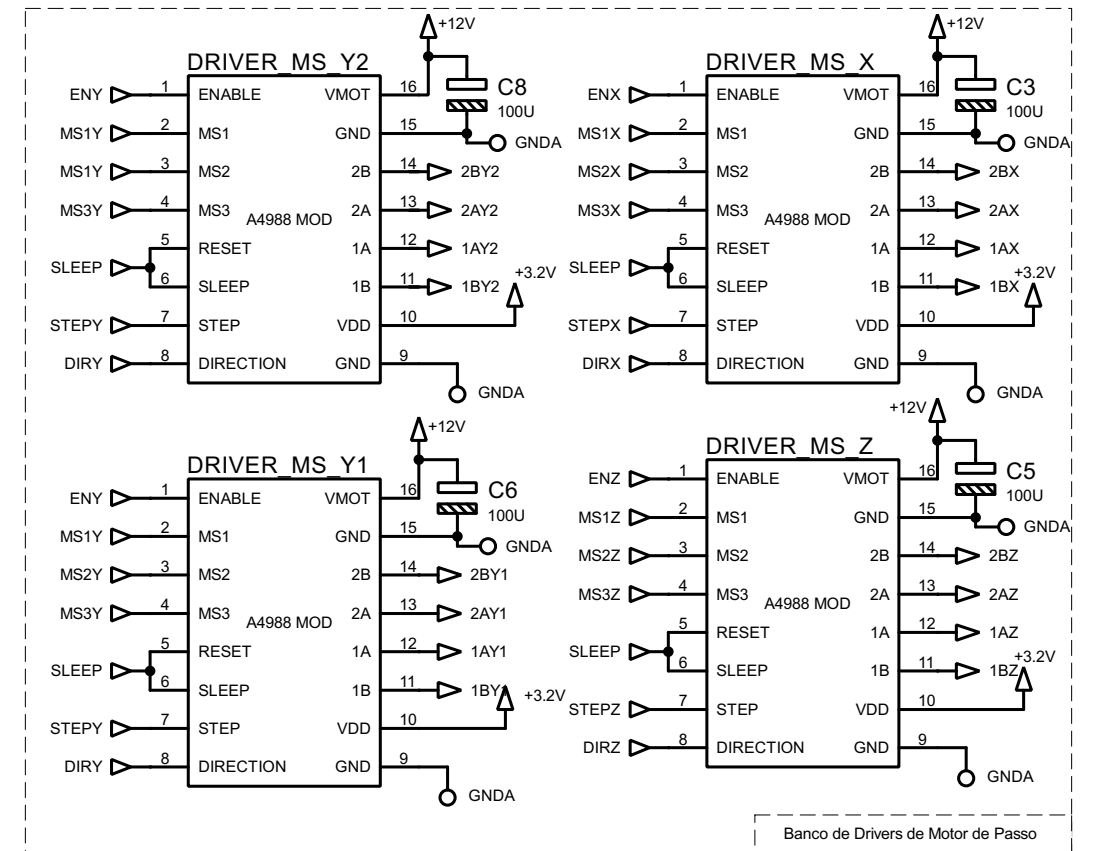 +12V
DRIVER_MS_Y2
C8
100U
ENY 1 ENABLE VMOT 16
MS1Y 2 MS1 GND 15 GNDA
MS1Y 3 MS2 2B 14 2BY2
MS3Y 4 MS3 2A 13 2AY2
A4988 MOD
5 RESET 1A 12 1AY2
SLEEP
6 SLEEP 1B 11 1BY2
+3.2V
STEPY 7 STEP VDD 10
DIRY 8 DIRECTION GND 9
GNDA
+12V
DRIVER_MS_X
C3
100U
ENX 1 ENABLE VMOT 16
MS1X 2 MS1 GND 15 GNDA
MS2X 3 MS2 2B 14 2BX
MS3X 4 MS3 2A 13 2AX
A4988 MOD
5 RESET 1A 12 1AX
SLEEP
6 SLEEP 1B 11 1BX
+3.2V
STEPX 7 STEP VDD 10
DIRX 8 DIRECTION GND 9
GNDA
+12V
DRIVER_MS_Y1
C6
100U
ENY 1 ENABLE VMOT 16
MS1Y 2 MS1 GND 15 GNDA
MS2Y 3 MS2 2B 14 2BY1
MS3Y 4 MS3 2A 13 2AY1
A4988 MOD
5 RESET 1A 12 1AY1
SLEEP
6 SLEEP 1B 11 1BY1
+3.2V
STEPY 7 STEP VDD 10
DIRY 8 DIRECTION GND 9
GNDA
+12V
DRIVER_MS_Z
C5
100U
ENZ 1 ENABLE VMOT 16
MS1Z 2 MS1 GND 15 GNDA
MS2Z 3 MS2 2B 14 2BZ
MS3Z 4 MS3 2A 13 2AZ
A4988 MOD
5 RESET 1A 12 1AZ
SLEEP
6 SLEEP 1B 11 1BZ
+3.2V
STEPZ 7 STEP VDD 10
DIRZ 8 DIRECTION GND 9
GNDA
Banco de Drivers de Motor de Passo